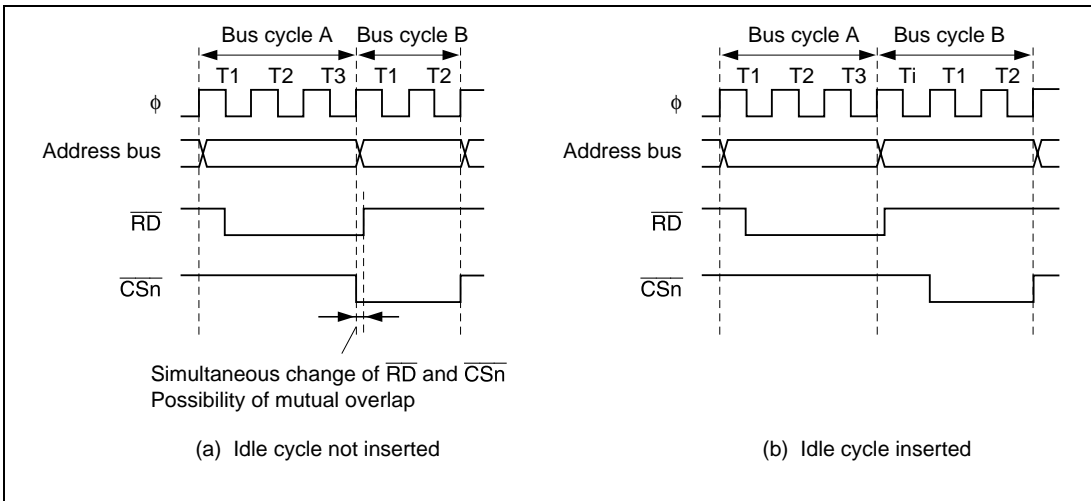 Bus cycle A Bus cycle B
T1 T2 T3 T1 T2
φ
Address bus
RD
CSn
Simultaneous change of RD and CSn
Possibility of mutual overlap
(a) Idle cycle not inserted
Bus cycle A Bus cycle B
T1 T2 T3 Ti T1 T2
φ
Address bus
RD
CSn
(b) Idle cycle inserted